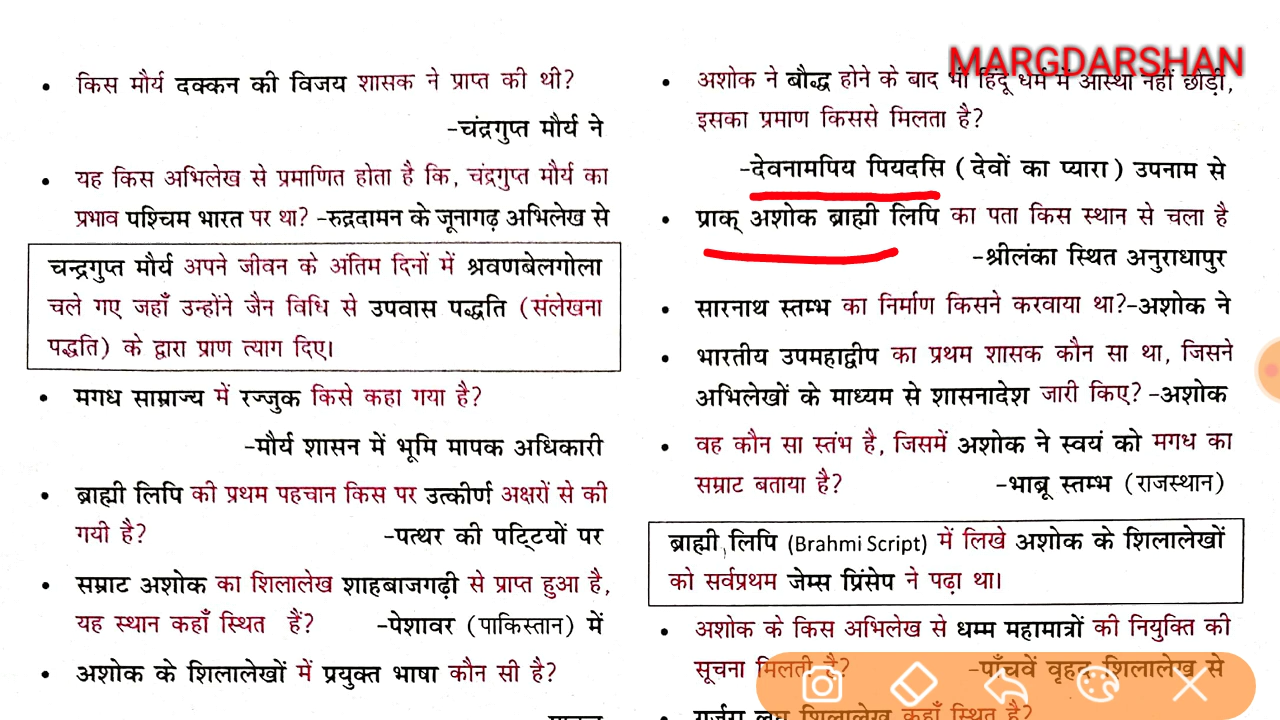 MARGDARSHAN
• किस मौर्य दक्कन की विजय शासक ने प्राप्त की थी?
-चंद्रगुप्त मौर्य ने
• यह किस अभिलेख से प्रमाणित होता है कि, चंद्रगुप्त मौर्य का
प्रभाव पश्चिम भारत पर था? -रुद्रदामन के जूनागढ़ अभिलेख से
चन्द्रगुप्त मौर्य अपने जीवन के अंतिम दिनों में श्रवणबेलगोला
चले गए जहाँ उन्होंने जैन विधि से उपवास पद्धति (संलेखना
पद्धति) के द्वारा प्राण त्याग दिए।
• मगध साम्राज्य में रज्जुक किसे कहा गया है?
-मौर्य शासन में भूमि मापक अधिकारी
• ब्राह्मी लिपि की प्रथम पहचान किस पर उत्कीर्ण अक्षरों से की
गयी है? -पत्थर की पट्टियों पर
• सम्राट अशोक का शिलालेख शाहबाजगढ़ी से प्राप्त हुआ है,
यह स्थान कहाँ स्थित हैं? -पेशावर (पाकिस्तान) में
• अशोक के शिलालेखों में प्रयुक्त भाषा कौन सी है?
• अशोक ने बौद्ध होने के बाद भी हिंदू धर्म में आस्था नहीं छोड़ी,
इसका प्रमाण किससे मिलता है?
-देवनामपिय पियदसि (देवों का प्यारा) उपनाम से
• प्राक् अशोक ब्राह्मी लिपि का पता किस स्थान से चला है
-श्रीलंका स्थित अनुराधापुर
• सारनाथ स्तम्भ का निर्माण किसने करवाया था?-अशोक ने
• भारतीय उपमहाद्वीप का प्रथम शासक कौन सा था, जिसने
अभिलेखों के माध्यम से शासनादेश जारी किए? -अशोक
• वह कौन सा स्तंभ है, जिसमें अशोक ने स्वयं को मगध का
सम्राट बताया है? -भाब्रू स्तम्भ (राजस्थान)
ब्राह्मी लिपि (Brahmi Script) में लिखे अशोक के शिलालेखों
को सर्वप्रथम जेम्स प्रिंसेप ने पढ़ा था।
• अशोक के किस अभिलेख से धम्म महामात्रों की नियुक्ति की
सूचना मिलती है? -पाँचवें वृहद शिलालेख से
• गुर्जरा लघु शिलालेख कहाँ स्थित है?